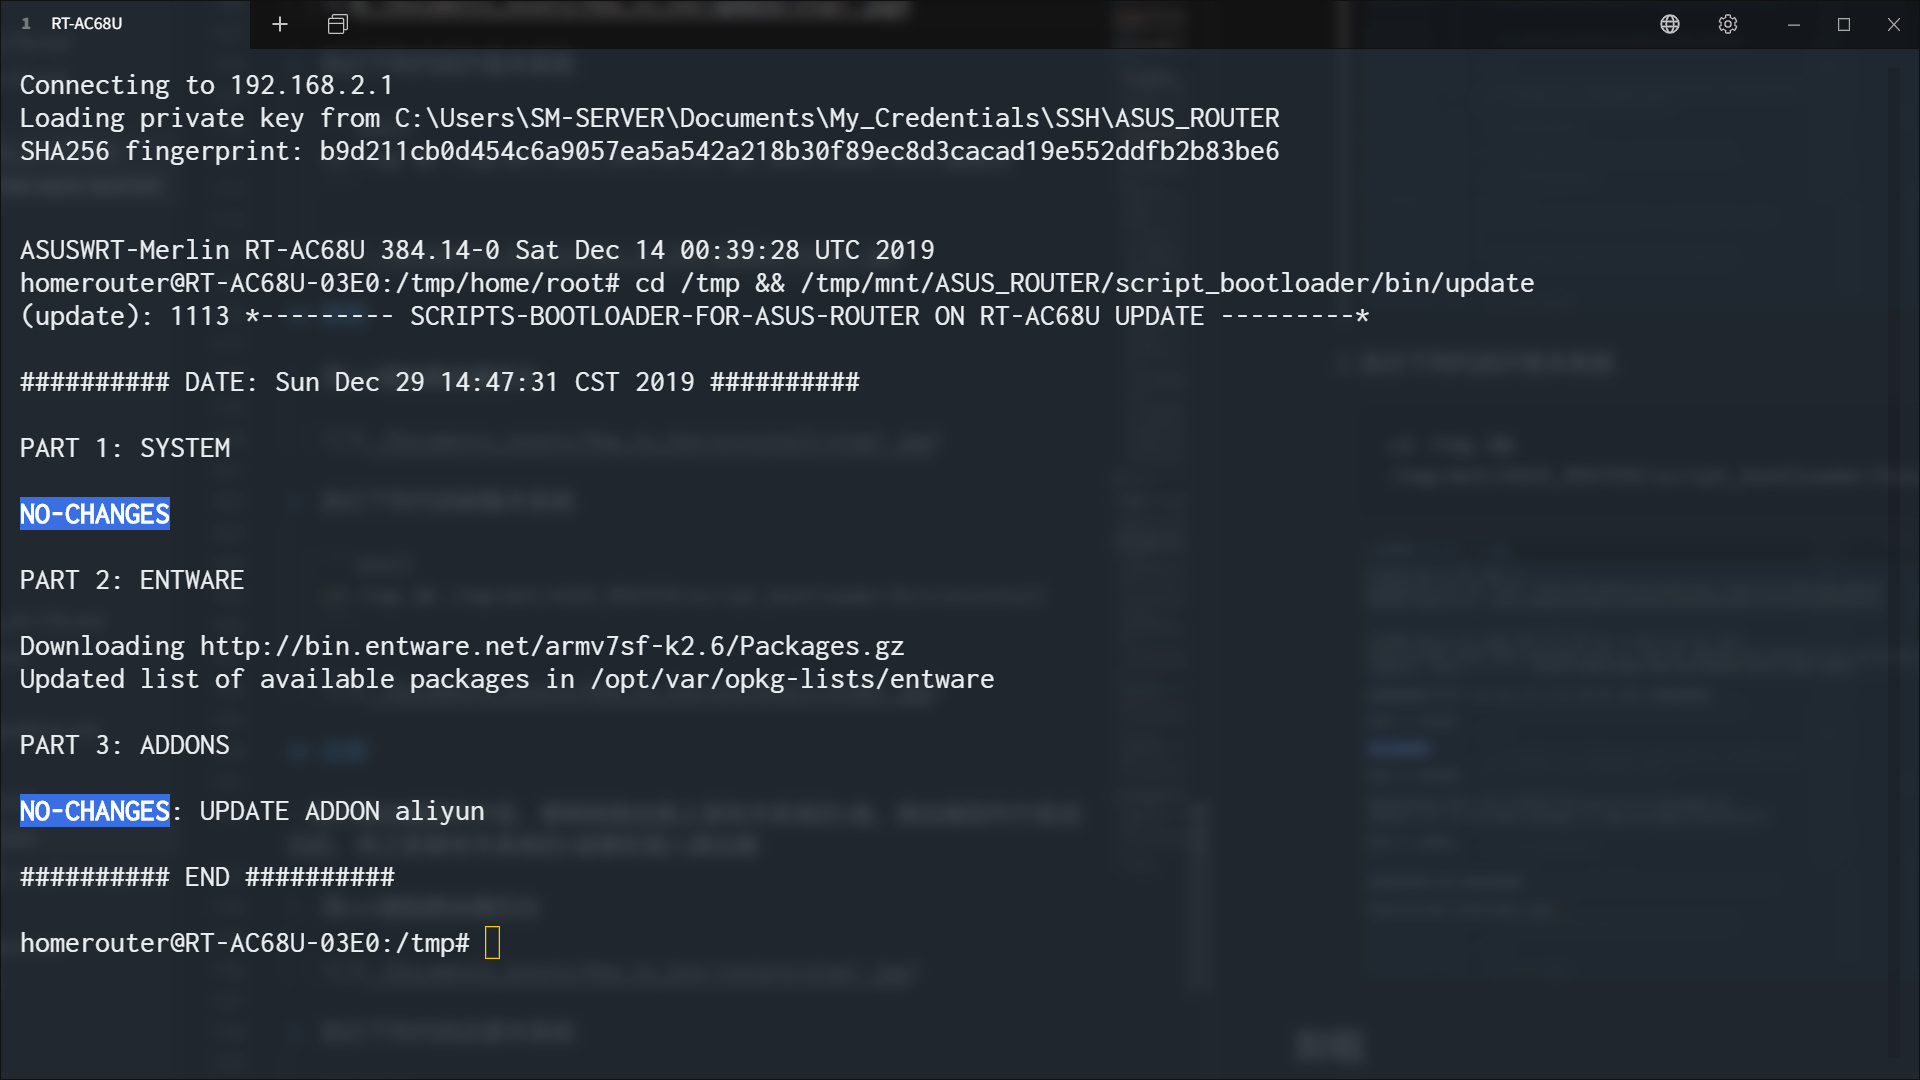 1 RT-AC68U
Connecting to 192.168.2.1
Loading private key from C:\Users\SM-SERVER\Documents\My_Credentials\SSH\ASUS_ROUTER
SHA256 fingerprint: b9d211cb0d454c6a9057ea5a542a218b30f89ec8d3cacad19e552ddfb2b83be6
ASUSWRT-Merlin RT-AC68U 384.14-0 Sat Dec 14 00:39:28 UTC 2019
homerouter@RT-AC68U-03E0:/tmp/home/root# cd /tmp && /tmp/mnt/ASUS_ROUTER/script_bootloader/bin/update
(update): 1113 *--------- SCRIPTS-BOOTLOADER-FOR-ASUS-ROUTER ON RT-AC68U UPDATE ---------*
########## DATE: Sun Dec 29 14:47:31 CST 2019 ##########
PART 1: SYSTEM
NO-CHANGES
PART 2: ENTWARE
Downloading http://bin.entware.net/armv7sf-k2.6/Packages.gz
Updated list of available packages in /opt/var/opkg-lists/entware
PART 3: ADDONS
NO-CHANGES: UPDATE ADDON aliyun
########## END ##########
homerouter@RT-AC68U-03E0:/tmp#